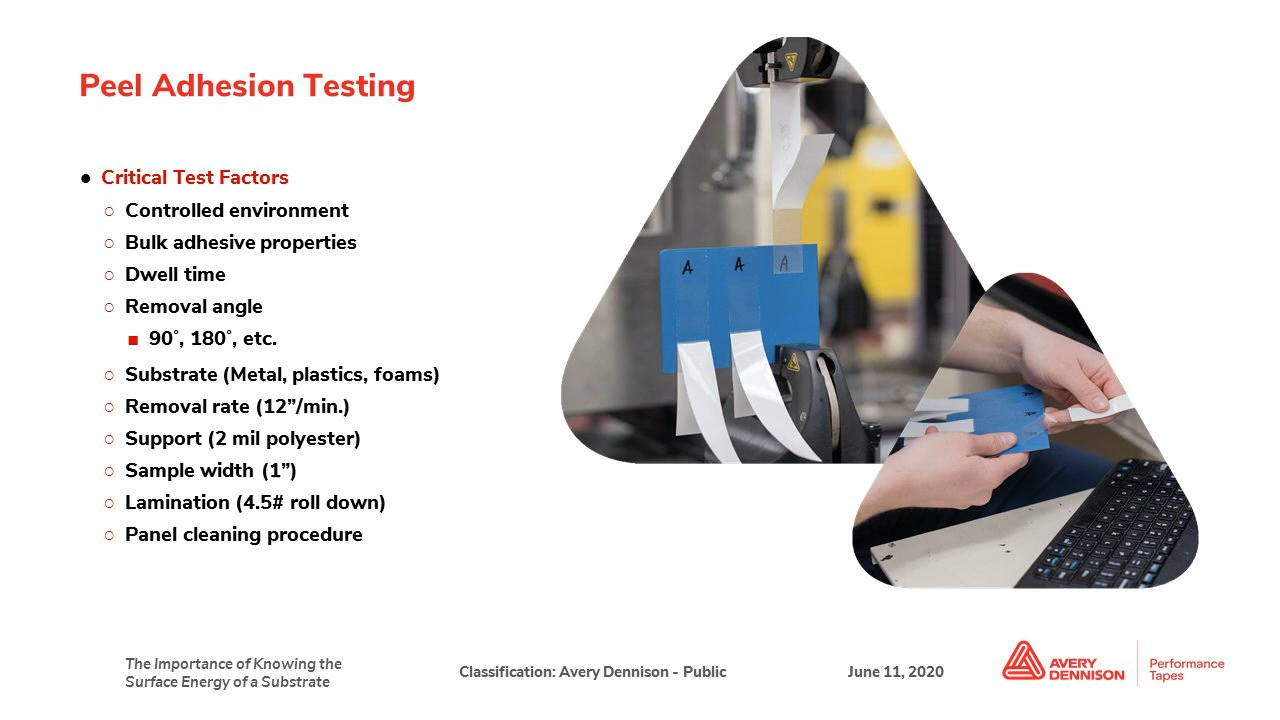 Peel Adhesion Testing
● Critical Test Factors
○ Controlled environment
○ Bulk adhesive properties
○ Dwell time
○ Removal angle
■ 90˚, 180˚, etc.
○ Substrate (Metal, plastics, foams)
○ Removal rate (12”/min.)
○ Support (2 mil polyester)
○ Sample width (1”)
○ Lamination (4.5# roll down)
○ Panel cleaning procedure
A A A
The Importance of Knowing the
Surface Energy of a Substrate
Classification: Avery Dennison - Public
June 11, 2020
AVERY
DENNISON
Performance
Tapes